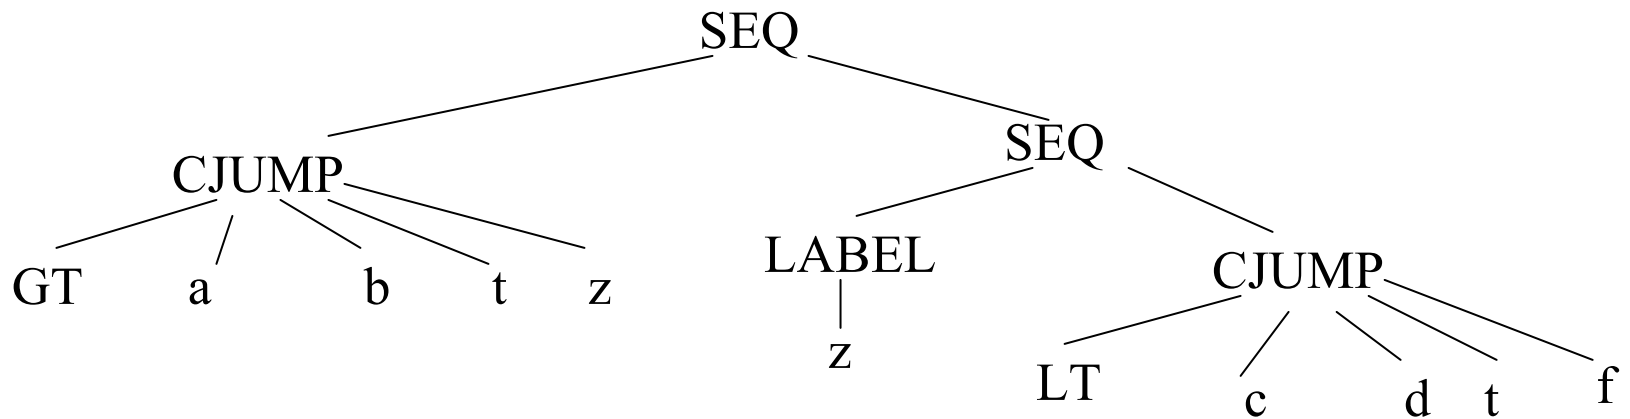 SEQ
SEQ
CJUMP
LABEL
CJUMP
GT a b t z
z
LT c d t f